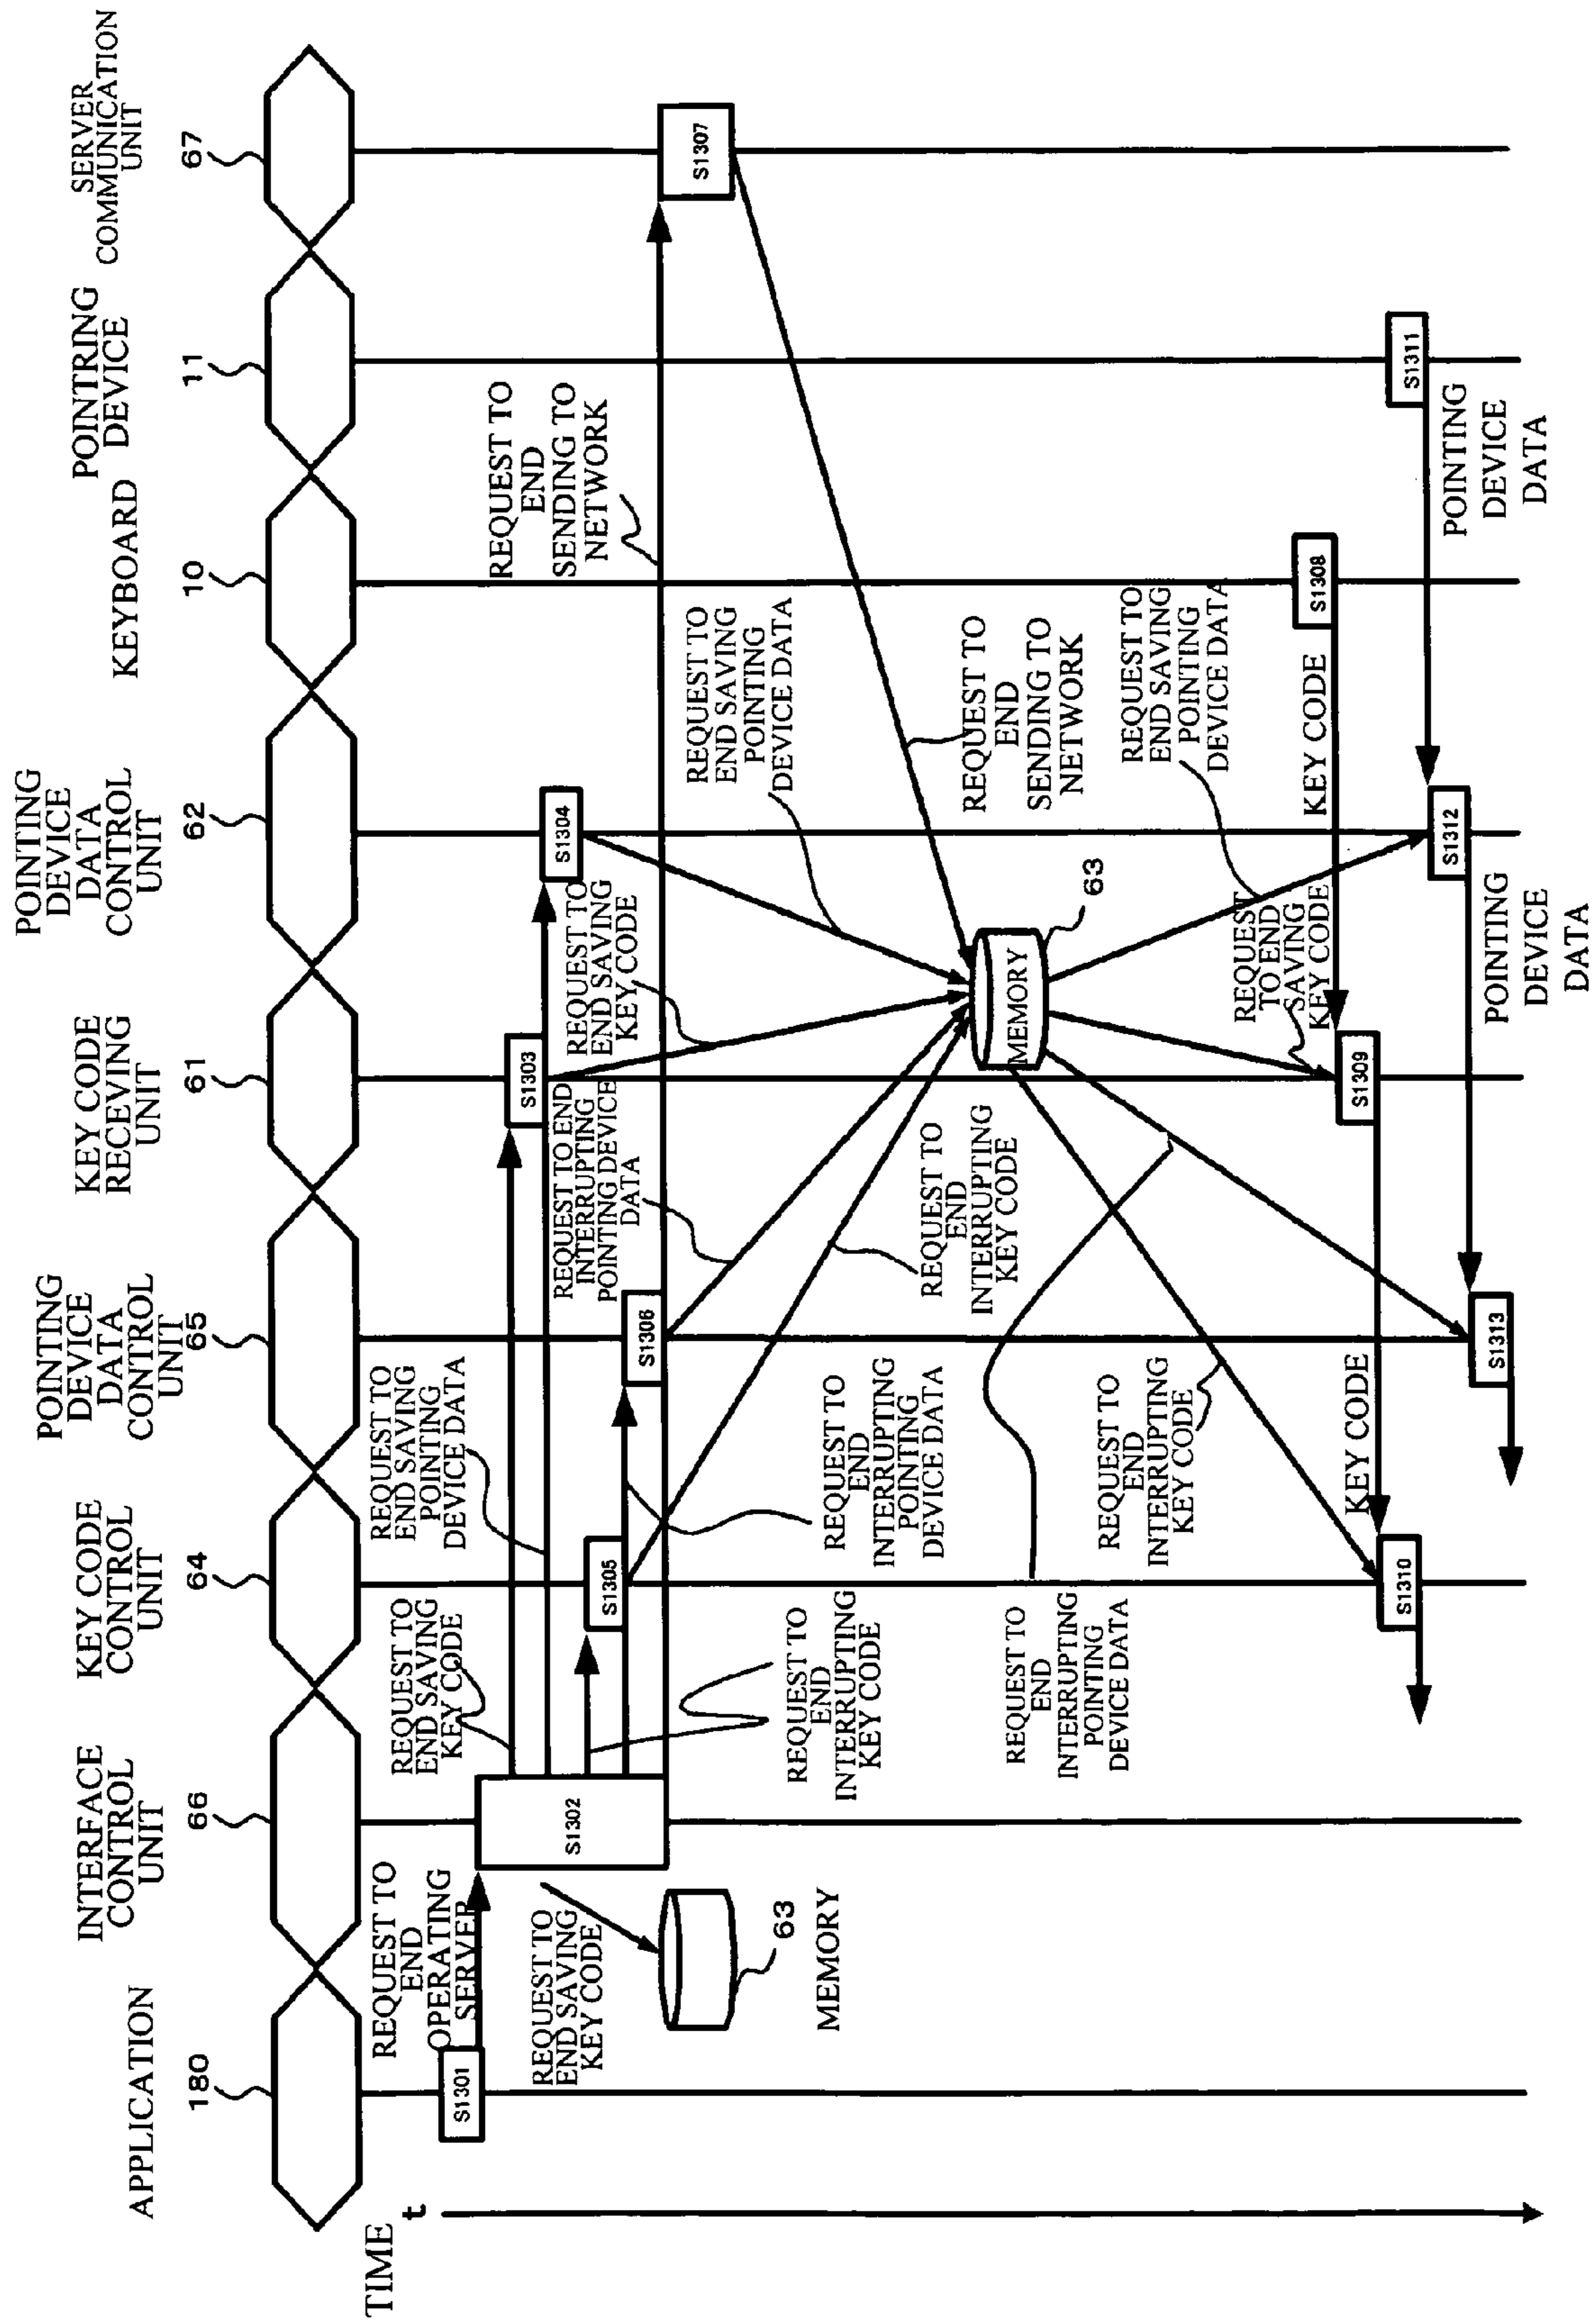 APPLICATION
180
INTERFACE
CONTROL
UNIT
66
KEY CODE
CONTROL
UNIT
64
POINTING
DEVICE
DATA
CONTROL
UNIT
65
KEY CODE
RECEVING
UNIT
61
POINTING
DEVICE
DATA
CONTROL
UNIT
62
KEYBOARD
10
POINTRING
DEVICE
11
SERVER
COMMUNICATION
UNIT
67
TIME
t
S1301
REQUEST TO
END
OPERATING
SERVER
S1302
REQUEST TO
END SAVING
KEY CODE
63
MEMORY
REQUEST TO
END SAVING
KEY CODE
REQUEST TO
END SAVING
POINTING
DEVICE DATA
S1303
S1304
S1305
S1306
REQUEST TO
END
INTERRUPTING
KEY CODE
REQUEST TO
END
INTERRUPTING
POINTING
DEVICE DATA
REQUEST TO
END
SENDING TO
NETWORK
S1307
REQUEST TO END
INTERRUPTING
POINTING DEVICE
DATA
REQUEST TO
END SAVING
KEY CODE
REQUEST TO
END SAVING
POINTING
DEVICE DATA
REQUEST TO
END
INTERRUPTING
KEY CODE
REQUEST TO
END
SENDING TO
NETWORK
MEMORY
63
REQUEST TO
END
INTERRUPTING
POINTING
DEVICE DATA
REQUEST TO
END
INTERRUPTING
KEY CODE
REQUEST
TO END
SAVING
KEY CODE
REQUEST TO
END SAVING
POINTING
DEVICE DATA
S1308
KEY CODE
S1309
KEY CODE
S1310
S1311
POINTING
DEVICE
DATA
S1312
POINTING
DEVICE
DATA
S1313